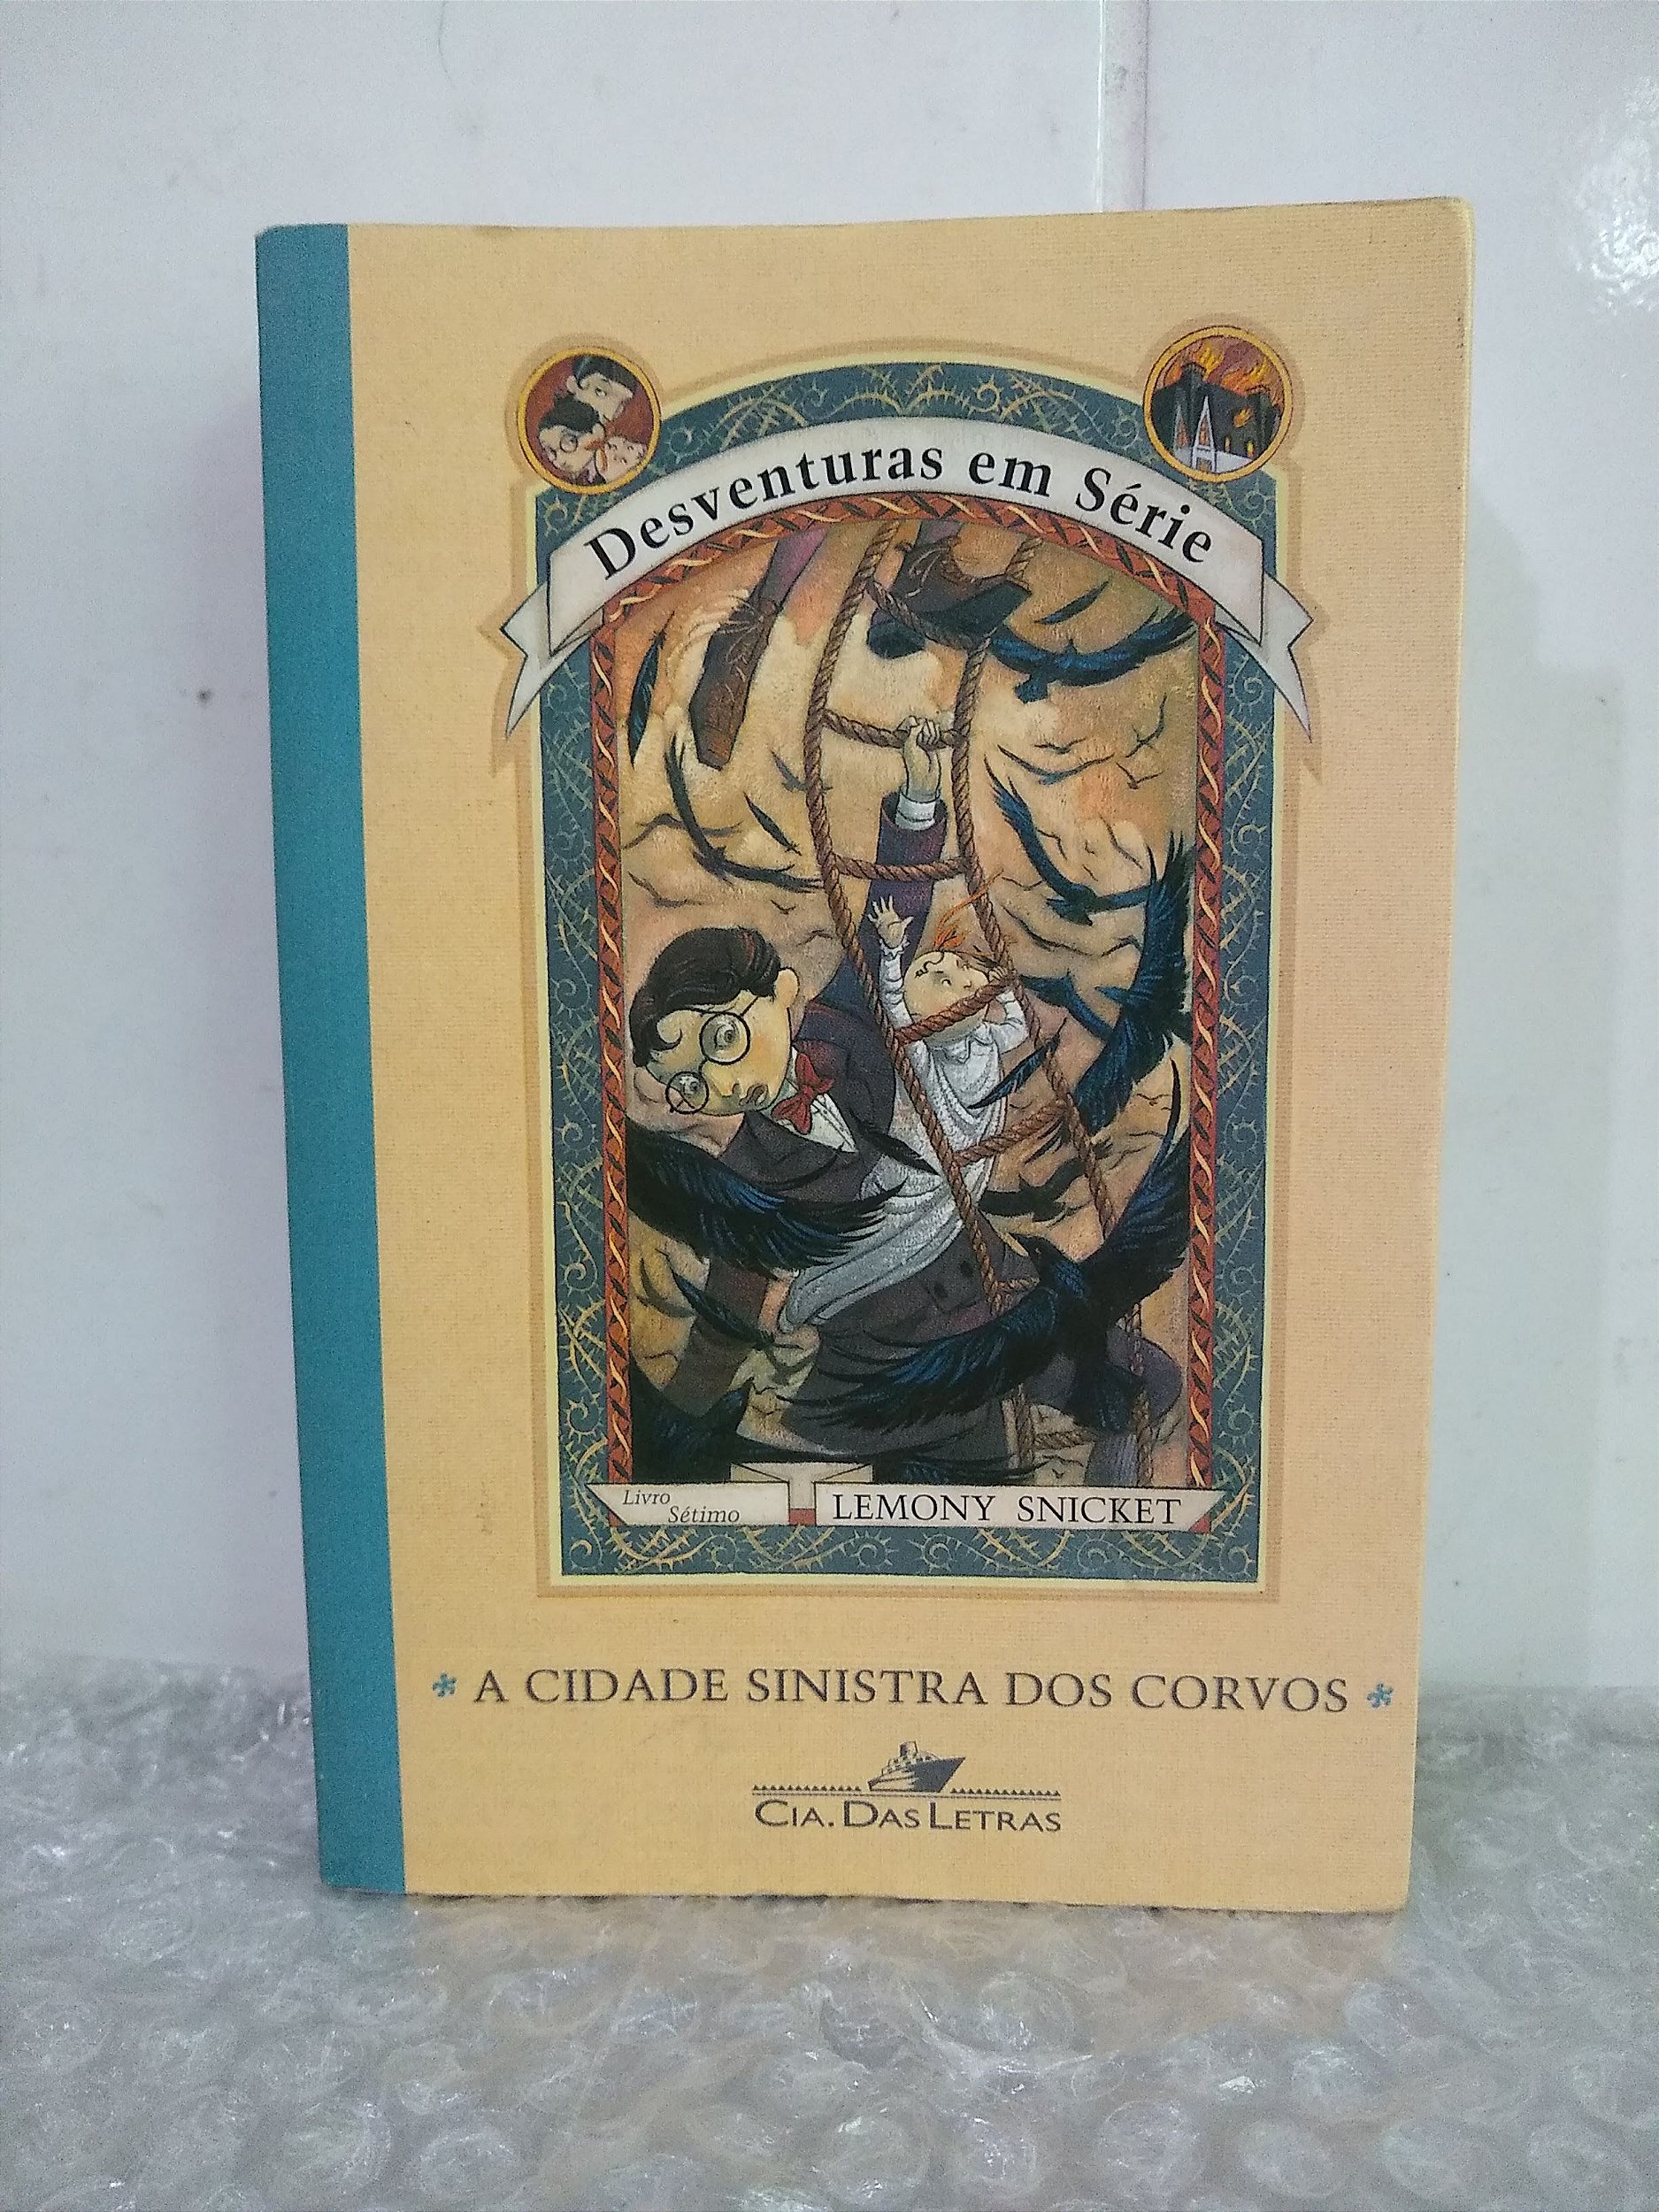 Desventuras em Série
Livro
Sétimo
LEMONY SNICKET
A CIDADE SINISTRA DOS CORVOS
CIA. DAS LETRAS